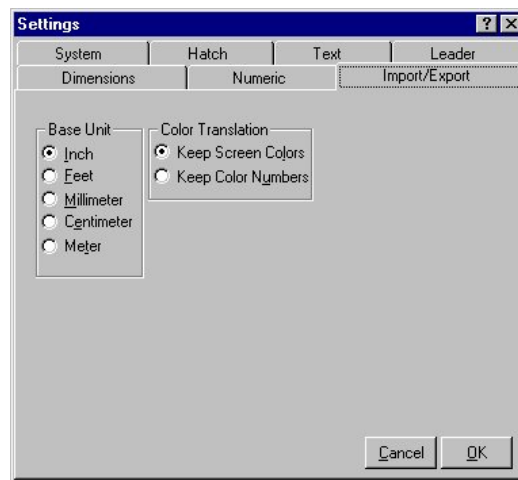 Settings
System Hatch Text Leader
Dimensions Numeric Import/Export
Base Unit
Inch
Feet
Millimeter
Centimeter
Meter
Color Translation
Keep Screen Colors
Keep Color Numbers
Cancel OK